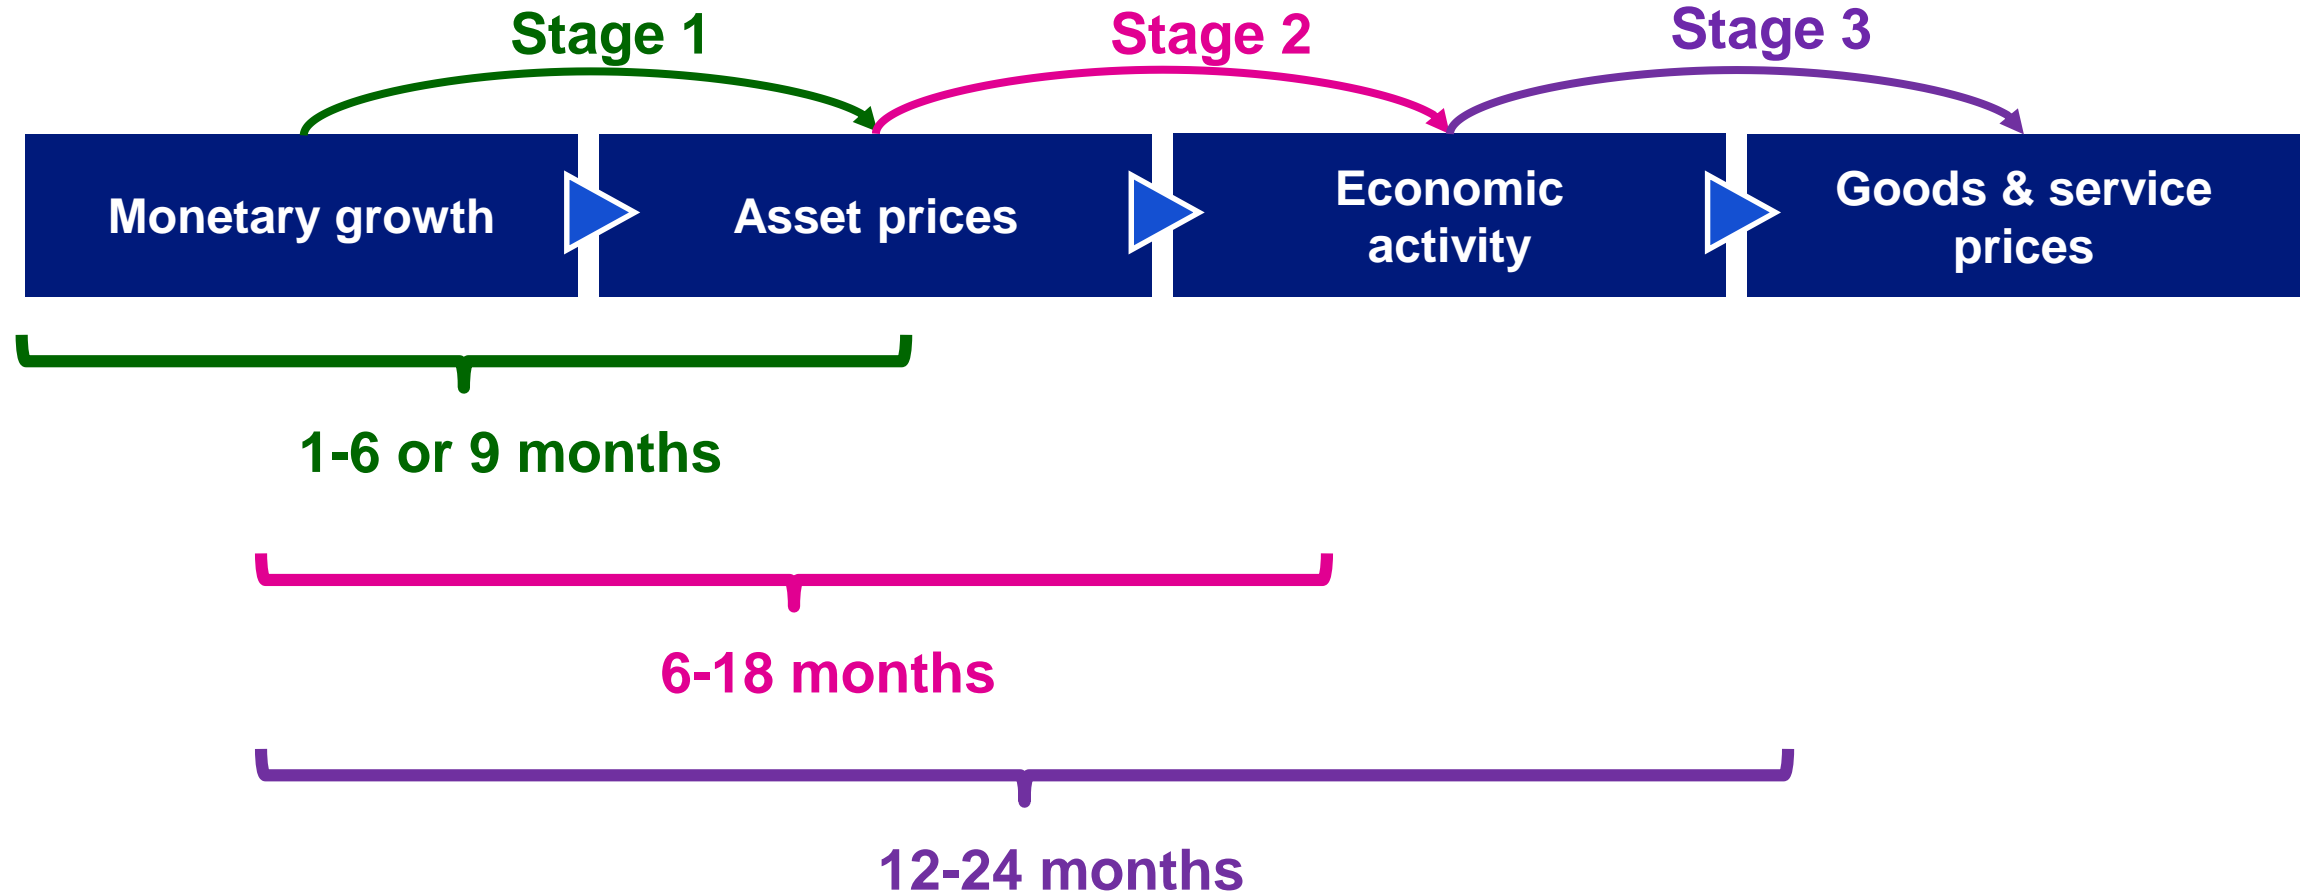 Stage 1
Stage 2
Stage 3
Monetary growth
Asset prices
Economic
activity
Goods & service
prices
1-6 or 9 months
6-18 months
12-24 months